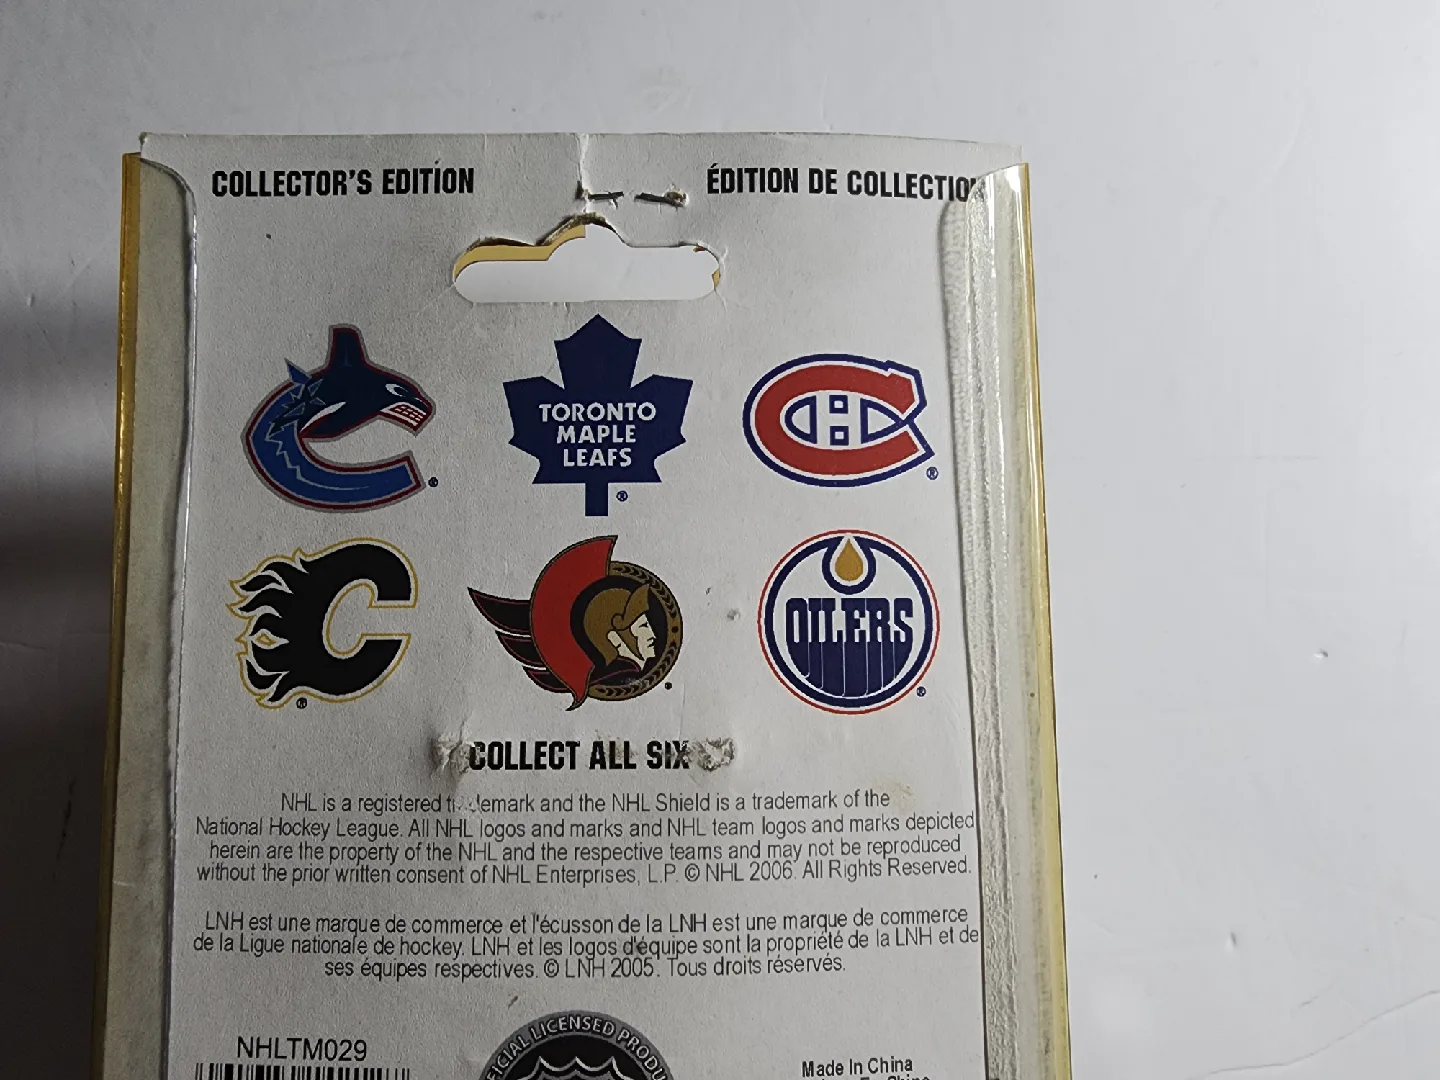 COLLECTOR'S EDITION
ÉDITION DE COLLECTION
TORONTO
MAPLE
LEAFS
OILERS
COLLECT ALL SIX
NHL is a registered trademark and the NHL Shield is a trademark of the
National Hockey League. All NHL logos and marks and NHL team logos and marks depicted
herein are the property of the NHL and the respective teams and may not be reproduced
without the prior written consent of NHL Enterprises, L.P. © NHL 2006. All Rights Reserved.
LNH est une marque de commerce et l'écusson de la LNH est une marque de commerce
de la Ligue nationale de hockey. LNH et les logos d'équipe sont la propriété de la LNH et de
ses équipes respectives. © LNH 2005. Tous droits réservés.
NHLTM029
CIAL LICENSED PRODU
Made In China